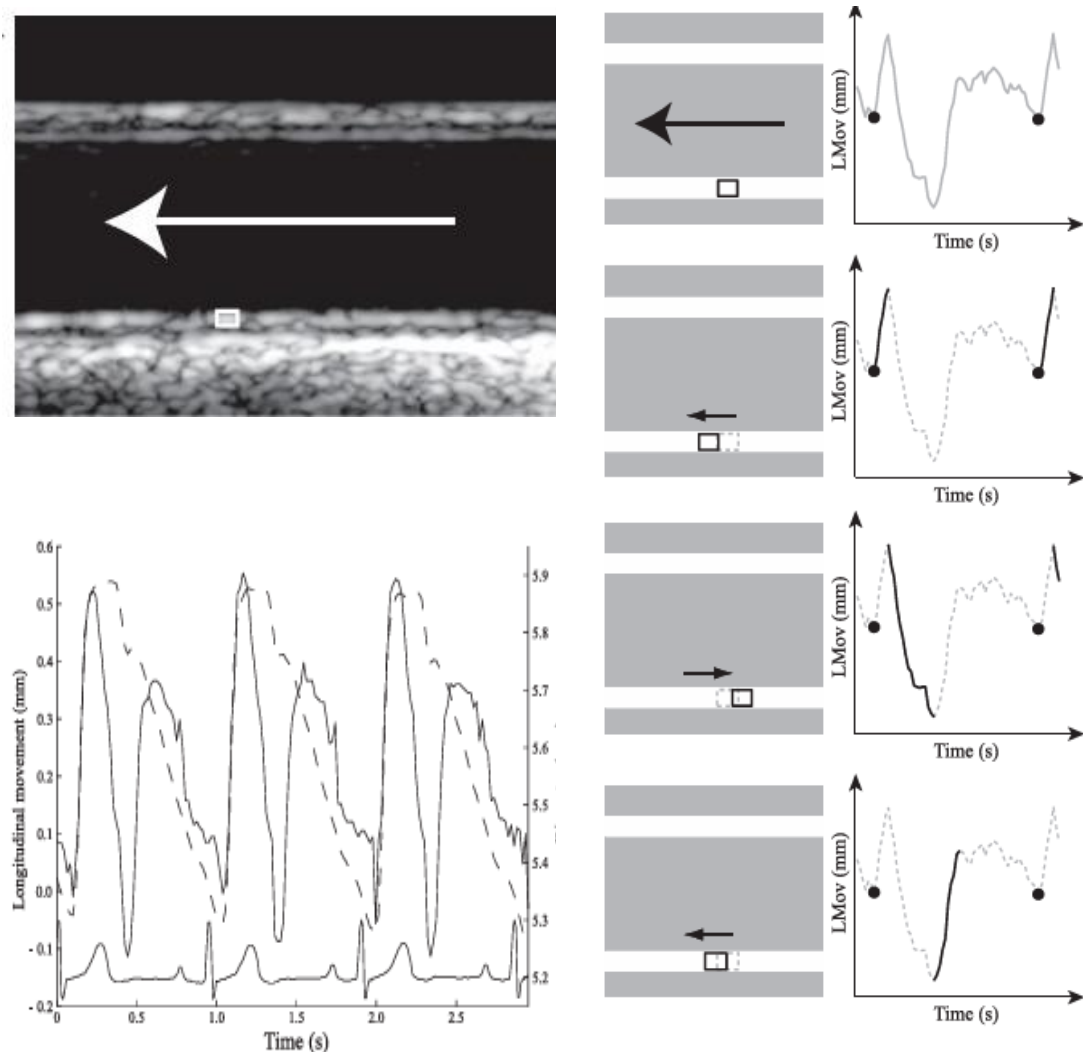 LMov (mm)
Time (s)
LMov (mm)
Time (s)
LMov (mm)
Time (s)
LMov (mm)
Time (s)
Longitudinal movement (mm)
0.6
0.5
0.4
0.3
0.2
0.1
0.0
- 0.1
- 0.2
5.9
5.8
5.7
5.6
5.5
5.4
5.3
5.2
0
0.5
1.0
1.5
2.0
2.5
Time (s)